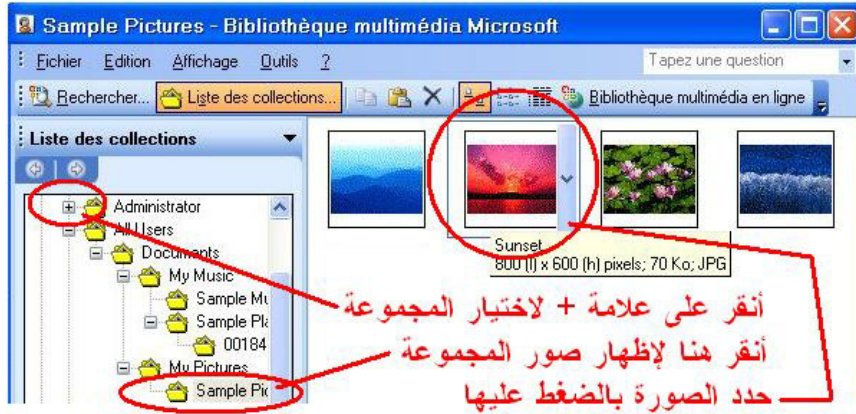 Sample Pictures - Bibliothèque multimédia Microsoft
Fichier Edition Affichage Outils ? Tapez une question
Rechercher... Liste des collections... Bibliothèque multimédia en ligne
Liste des collections
Administrator
All Users
Documents
My Music
Sample Mu
Sample Pla
00184
My Pictures
Sample Pic
Sunset
800 (l) x 600 (h) pixels; 70 Ko; JPG
أنقر على علامة + لاختيار المجموعة
أنقر هنا لإظهار صور المجموعة
حدد الصورة بالضغط عليها